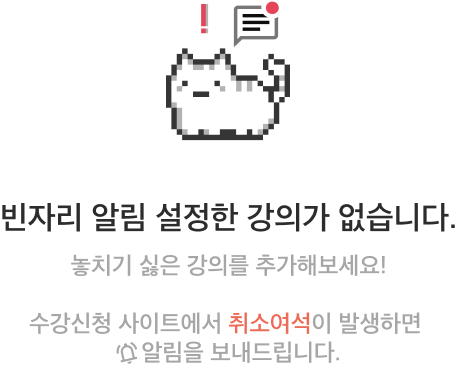 빈자리 알림 설정한 강의가 없습니다.
놓치기 싫은 강의를 추가해보세요!
수강신청 사이트에서 취소여석이 발생하면
알림을 보내드립니다.